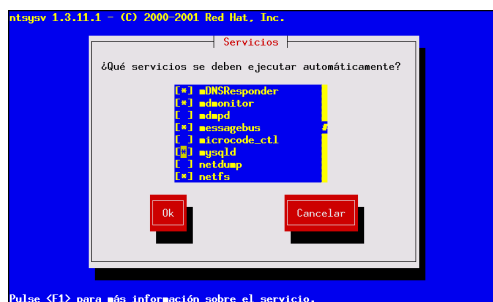 ntsysv 1.3.11.1 - (C) 2000-2001 Red Hat, Inc.
Servicios
¿Qué servicios se deben ejecutar automáticamente?
[*] mDNSResponder
[*] mdmonitor
[ ] mdmpd
[*] messagebus
[ ] microcode_ctl
[*] mysqld
[ ] netdump
[*] netfs
Ok
Cancelar
Pulse <F1> para más información sobre el servicio.